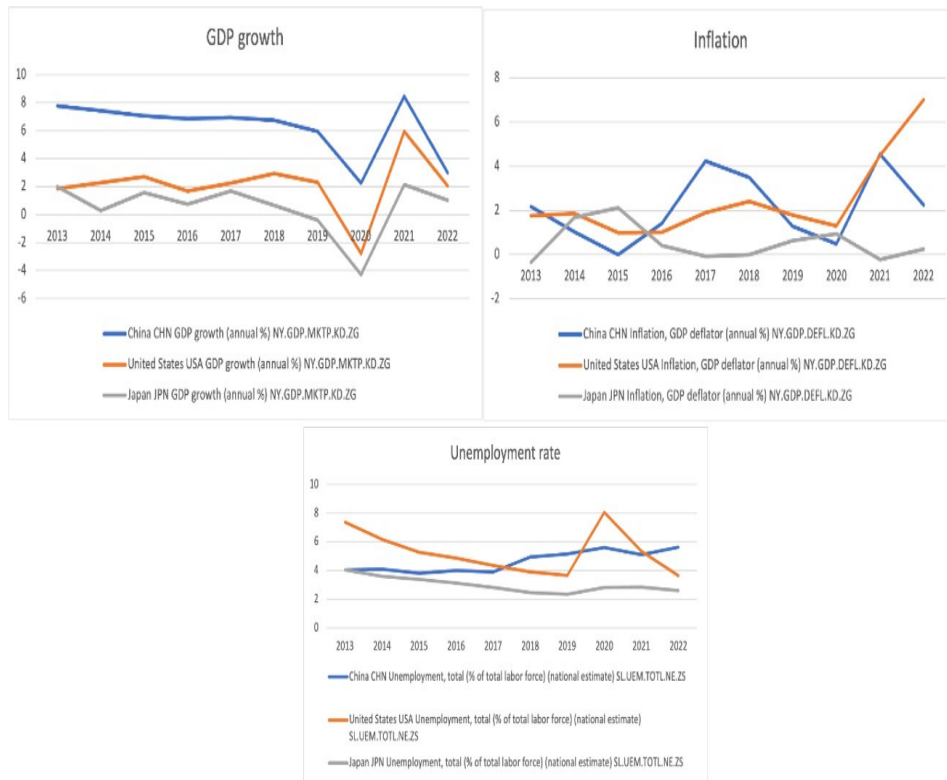 GDP growth
10
8
6
4
2
0
-2
-4
-6
2013 2014 2015 2016 2017 2018 2019 2020 2021 2022
China CHN GDP growth (annual %) NY.GDP.MKTP.KD.ZG
United States USA GDP growth (annual %) NY.GDP.MKTP.KD.ZG
Japan JPN GDP growth (annual %) NY.GDP.MKTP.KD.ZG
Inflation
8
6
4
2
0
-2
2013 2014 2015 2016 2017 2018 2019 2020 2021 2022
China CHN Inflation, GDP deflator (annual %) NY.GDP.DEFL.KD.ZG
United States USA Inflation, GDP deflator (annual %) NY.GDP.DEFL.KD.ZG
Japan JPN Inflation, GDP deflator (annual %) NY.GDP.DEFL.KD.ZG
Unemployment rate
10
8
6
4
2
0
2013 2014 2015 2016 2017 2018 2019 2020 2021 2022
China CHN Unemployment, total (% of total labor force) (national estimate) SL.UEM.TOTL.NE.ZS
United States USA Unemployment, total (% of total labor force) (national estimate)
SL.UEM.TOTL.NE.ZS
Japan JPN Unemployment, total (% of total labor force) (national estimate) SL.UEM.TOTL.NE.ZS